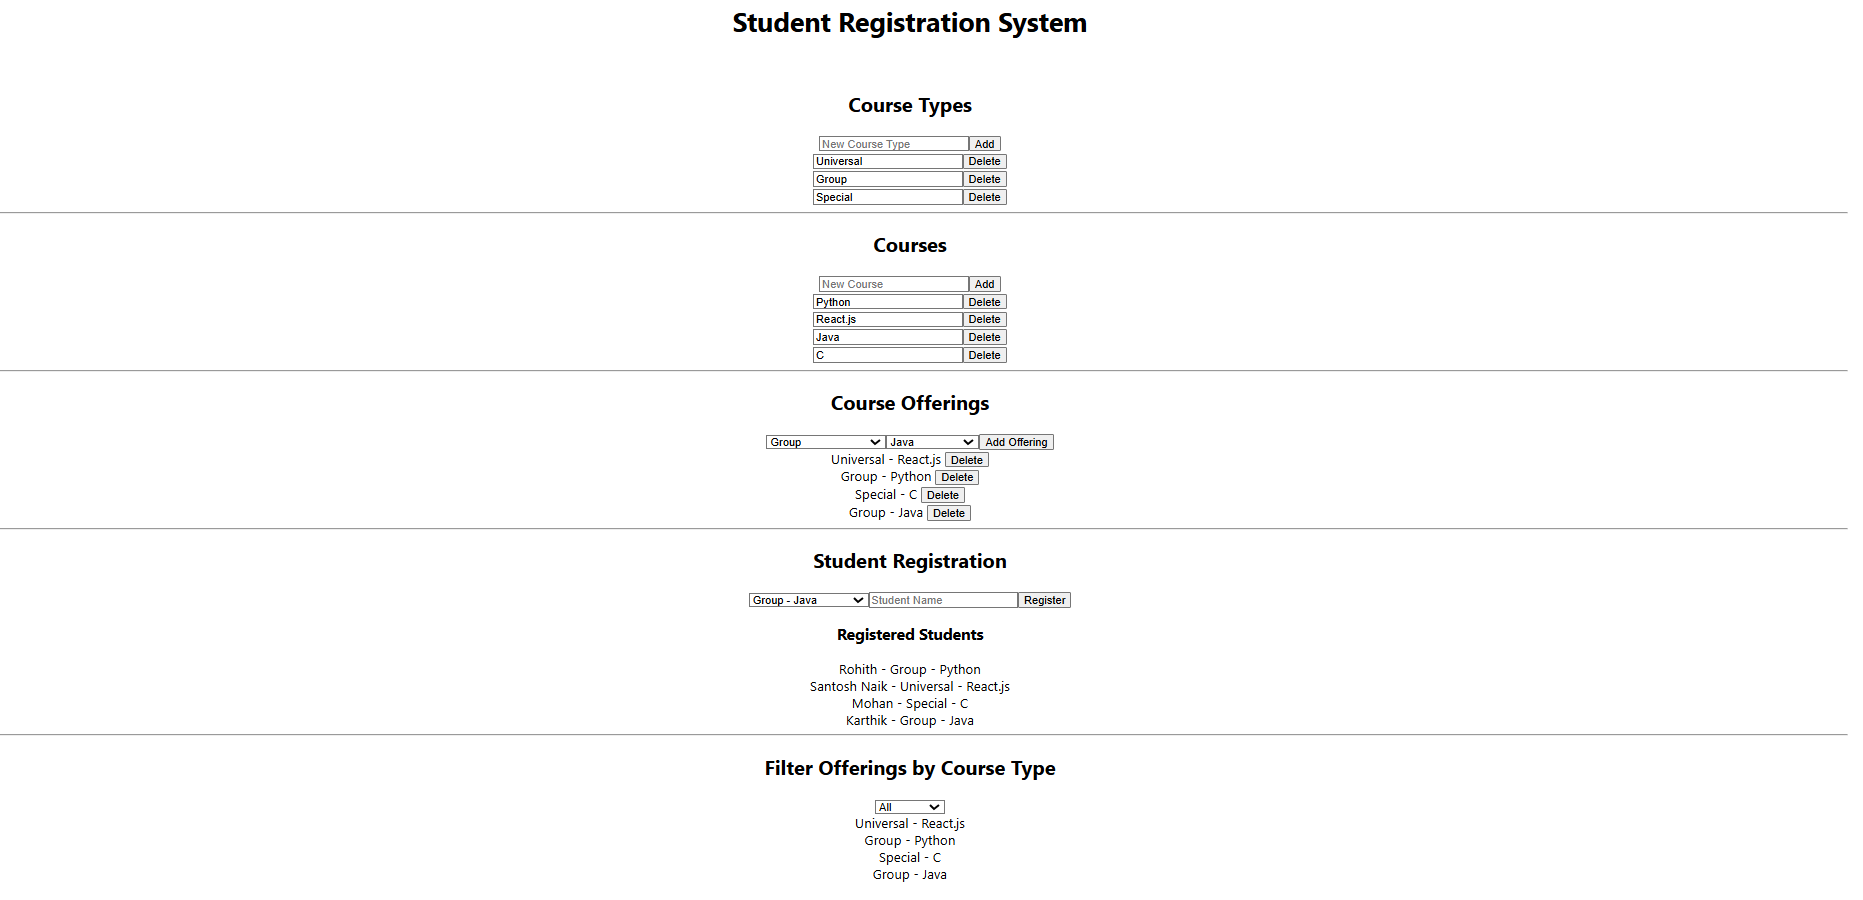 Student Registration System
Course Types
New Course Type Add
Universal Delete
Group Delete
Special Delete
Courses
New Course Add
Python Delete
React.js Delete
Java Delete
C Delete
Course Offerings
Group Java Add Offering
Universal - React.js Delete
Group - Python Delete
Special - C Delete
Group - Java Delete
Student Registration
Group - Java Student Name Register
Registered Students
Rohith - Group - Python
Santosh Naik - Universal - React.js
Mohan - Special - C
Karthik - Group - Java
Filter Offerings by Course Type
All
Universal - React.js
Group - Python
Special - C
Group - Java